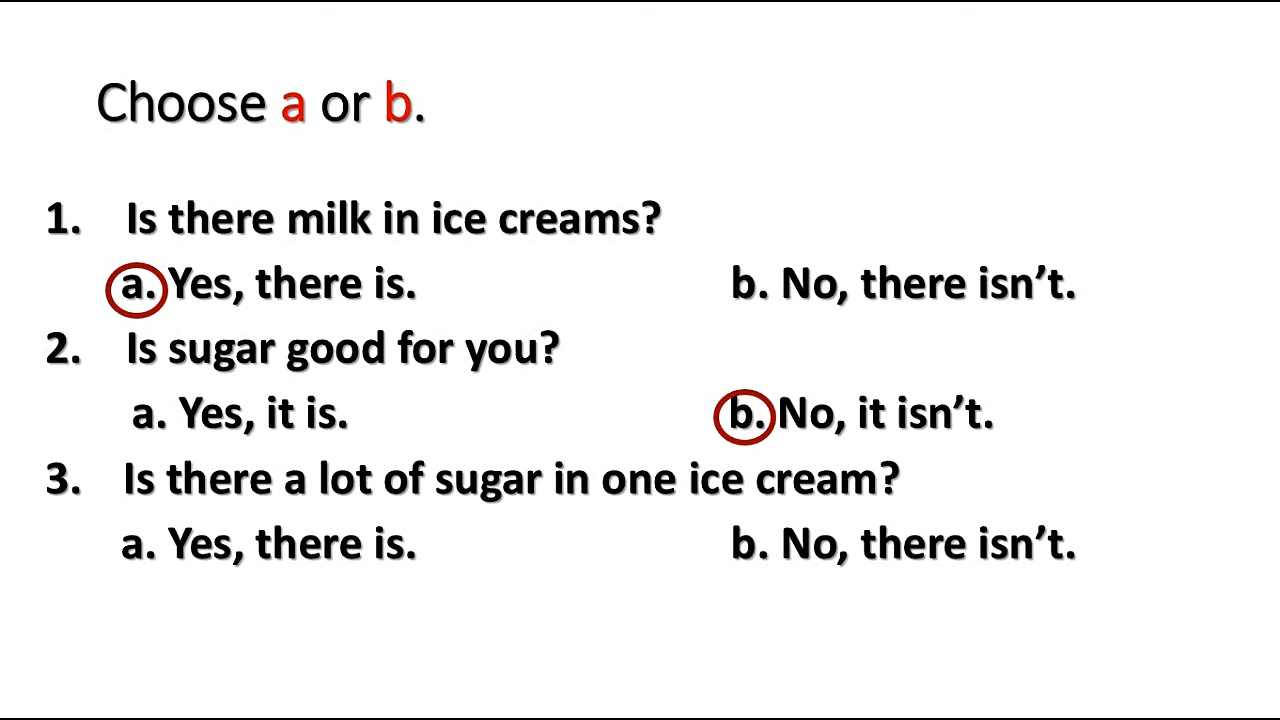 Choose a or b.
1. Is there milk in ice creams?
a. Yes, there is. b. No, there isn’t.
2. Is sugar good for you?
a. Yes, it is. b. No, it isn’t.
3. Is there a lot of sugar in one ice cream?
a. Yes, there is. b. No, there isn’t.